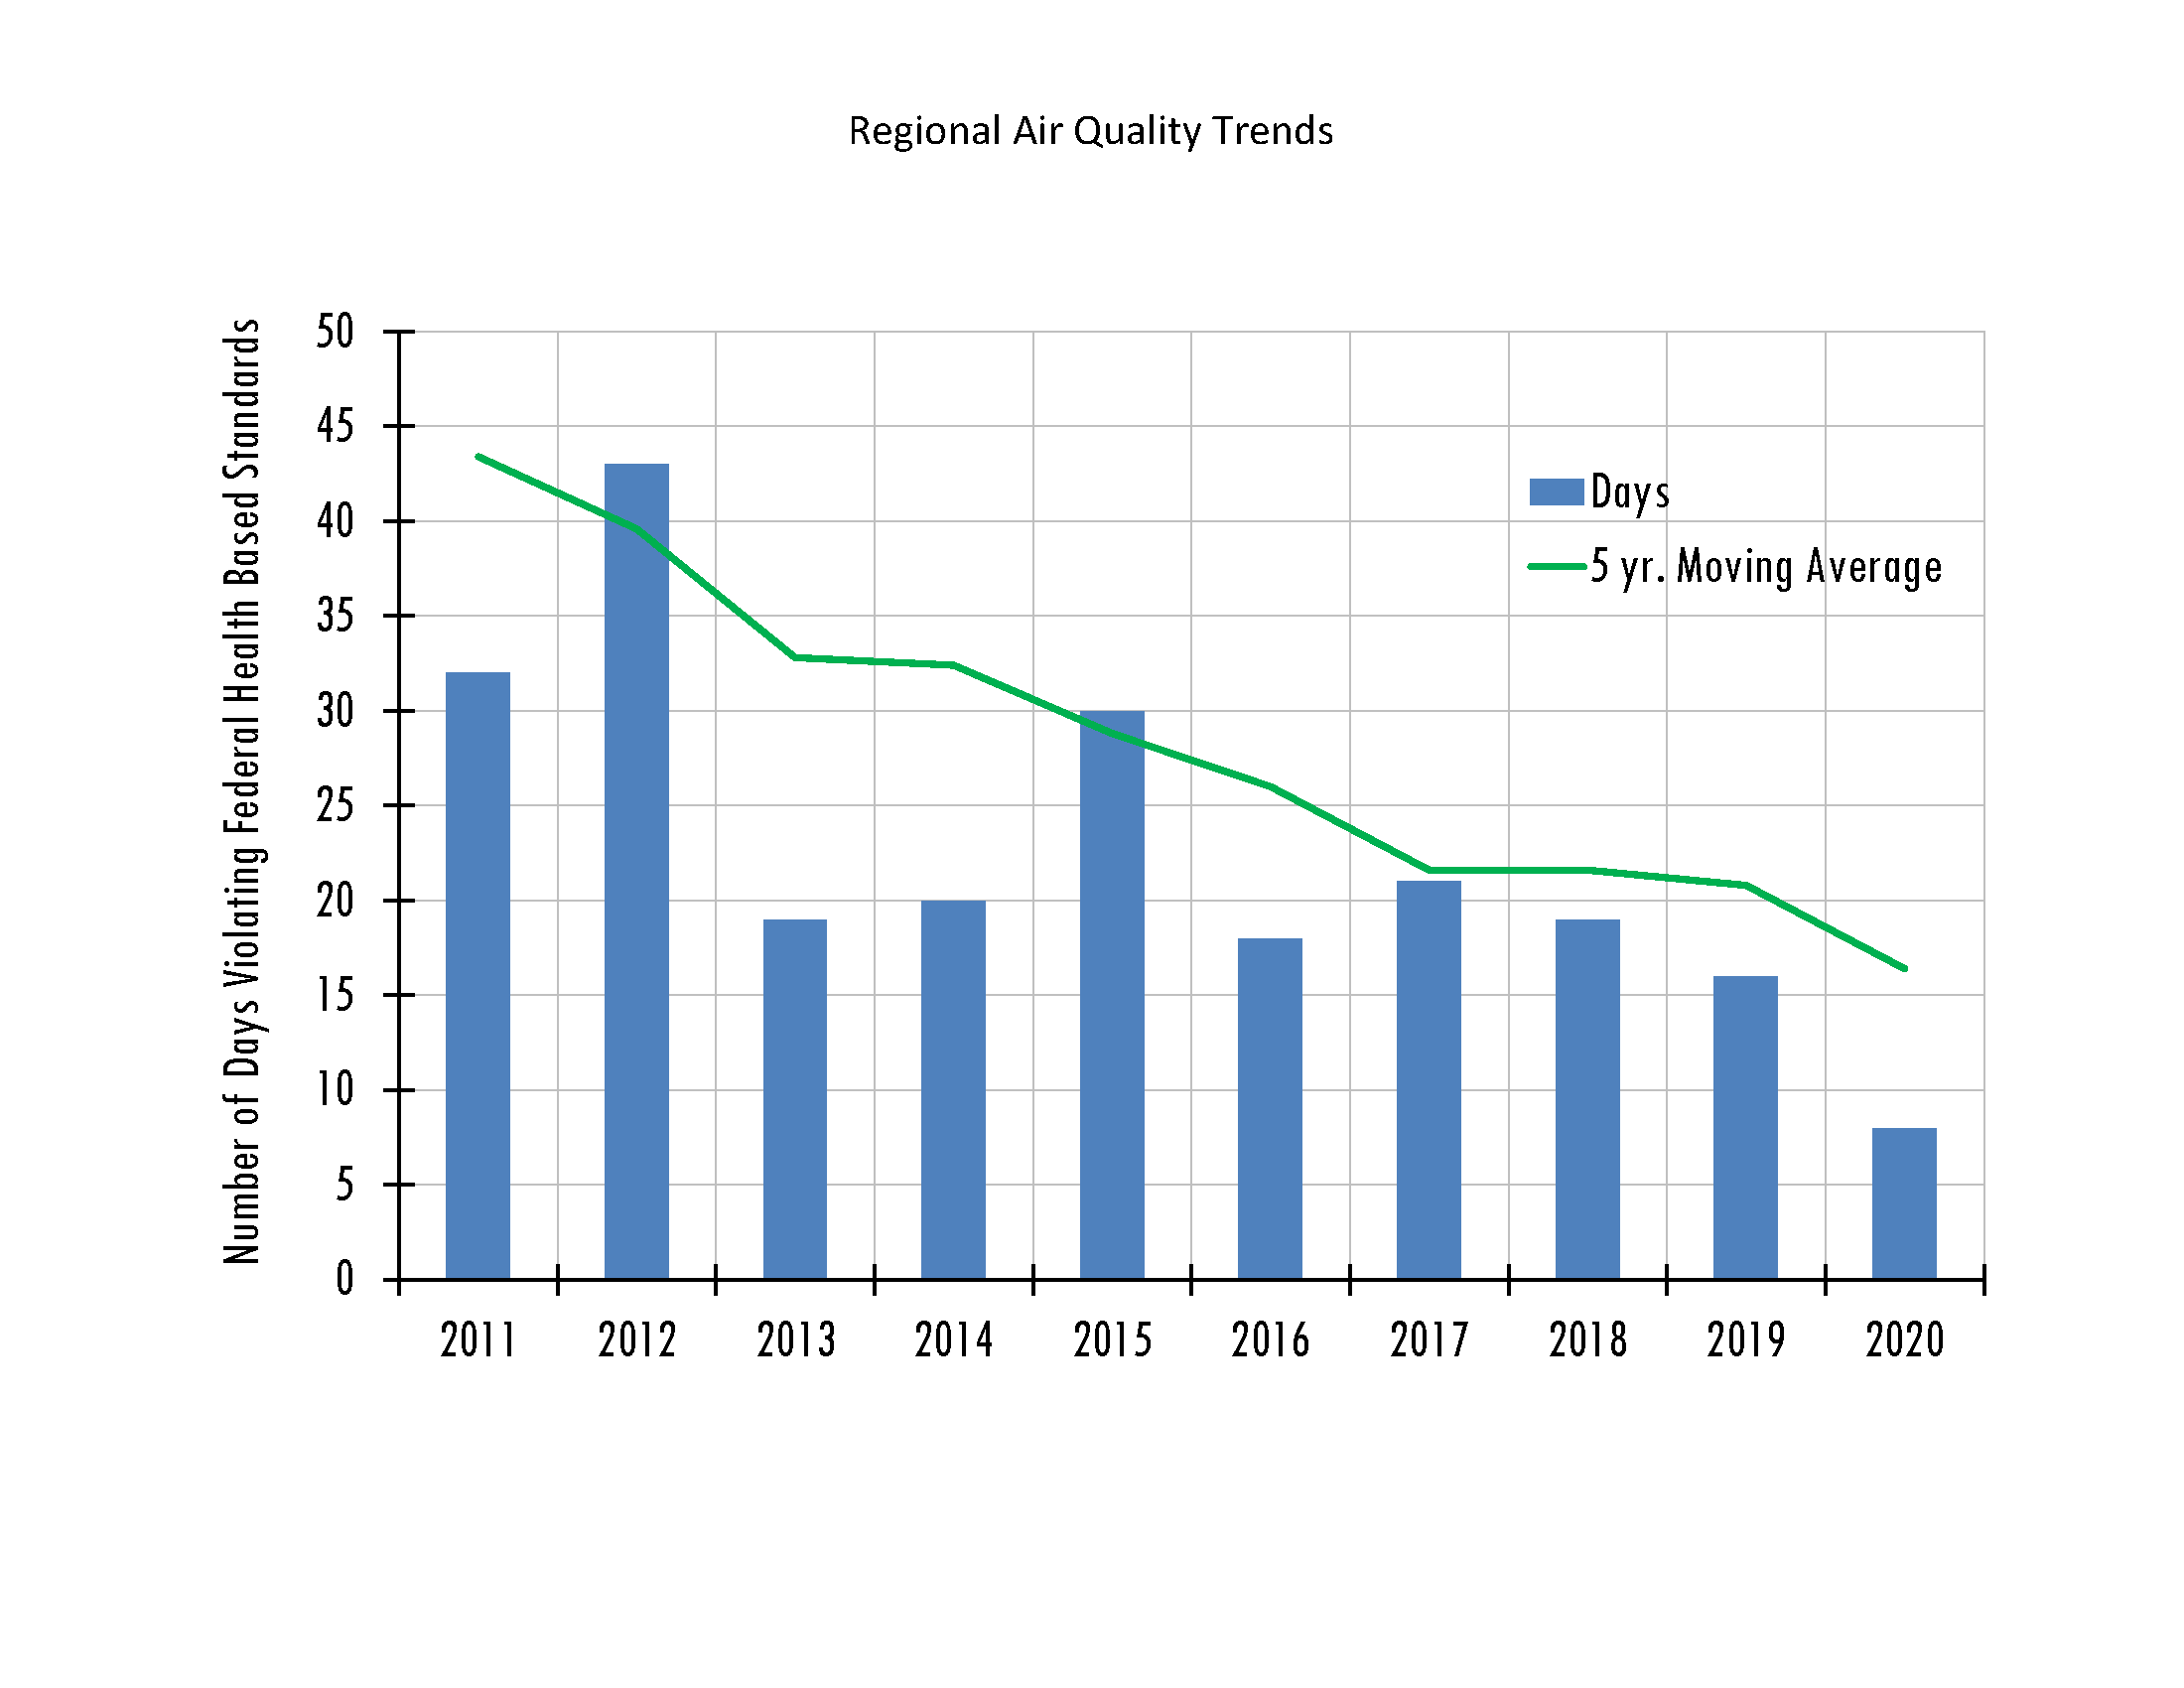 Regional Air Quality Trends
Number of Days Violating Federal Health Based Standards
50
45
40
35
30
25
20
15
10
5
0
Days
5 yr. Moving Average
2011 2012 2013 2014 2015 2016 2017 2018 2019 2020